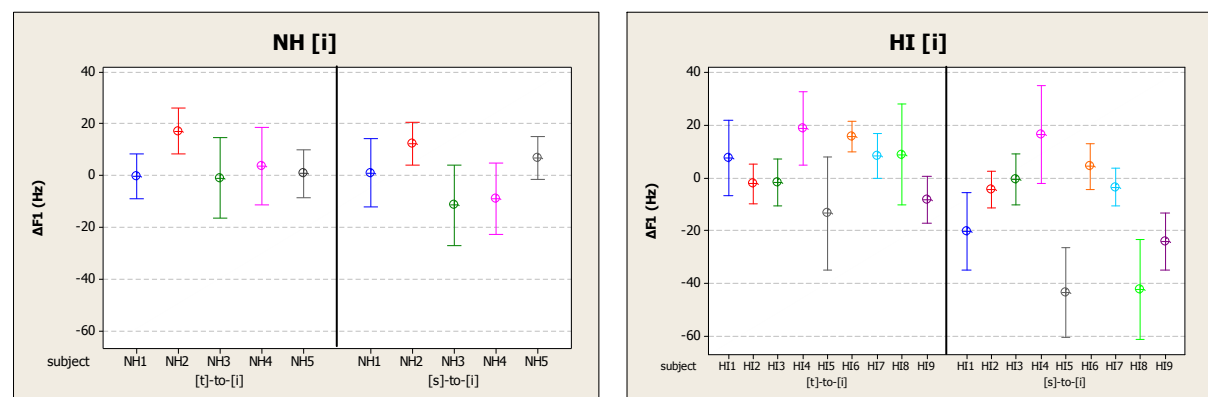 NH [i]
40
20
0
-20
-40
-60
ΔF1 (Hz)
subject NH1 NH2 NH3 NH4 NH5 NH1 NH2 NH3 NH4 NH5
[t]-to-[i] [s]-to-[i]
HI [i]
40
20
0
-20
-40
-60
ΔF1 (Hz)
subject HI1 HI2 HI3 HI4 HI5 HI6 HI7 HI8 HI9 HI1 HI2 HI3 HI4 HI5 HI6 HI7 HI8 HI9
[t]-to-[i] [s]-to-[i]